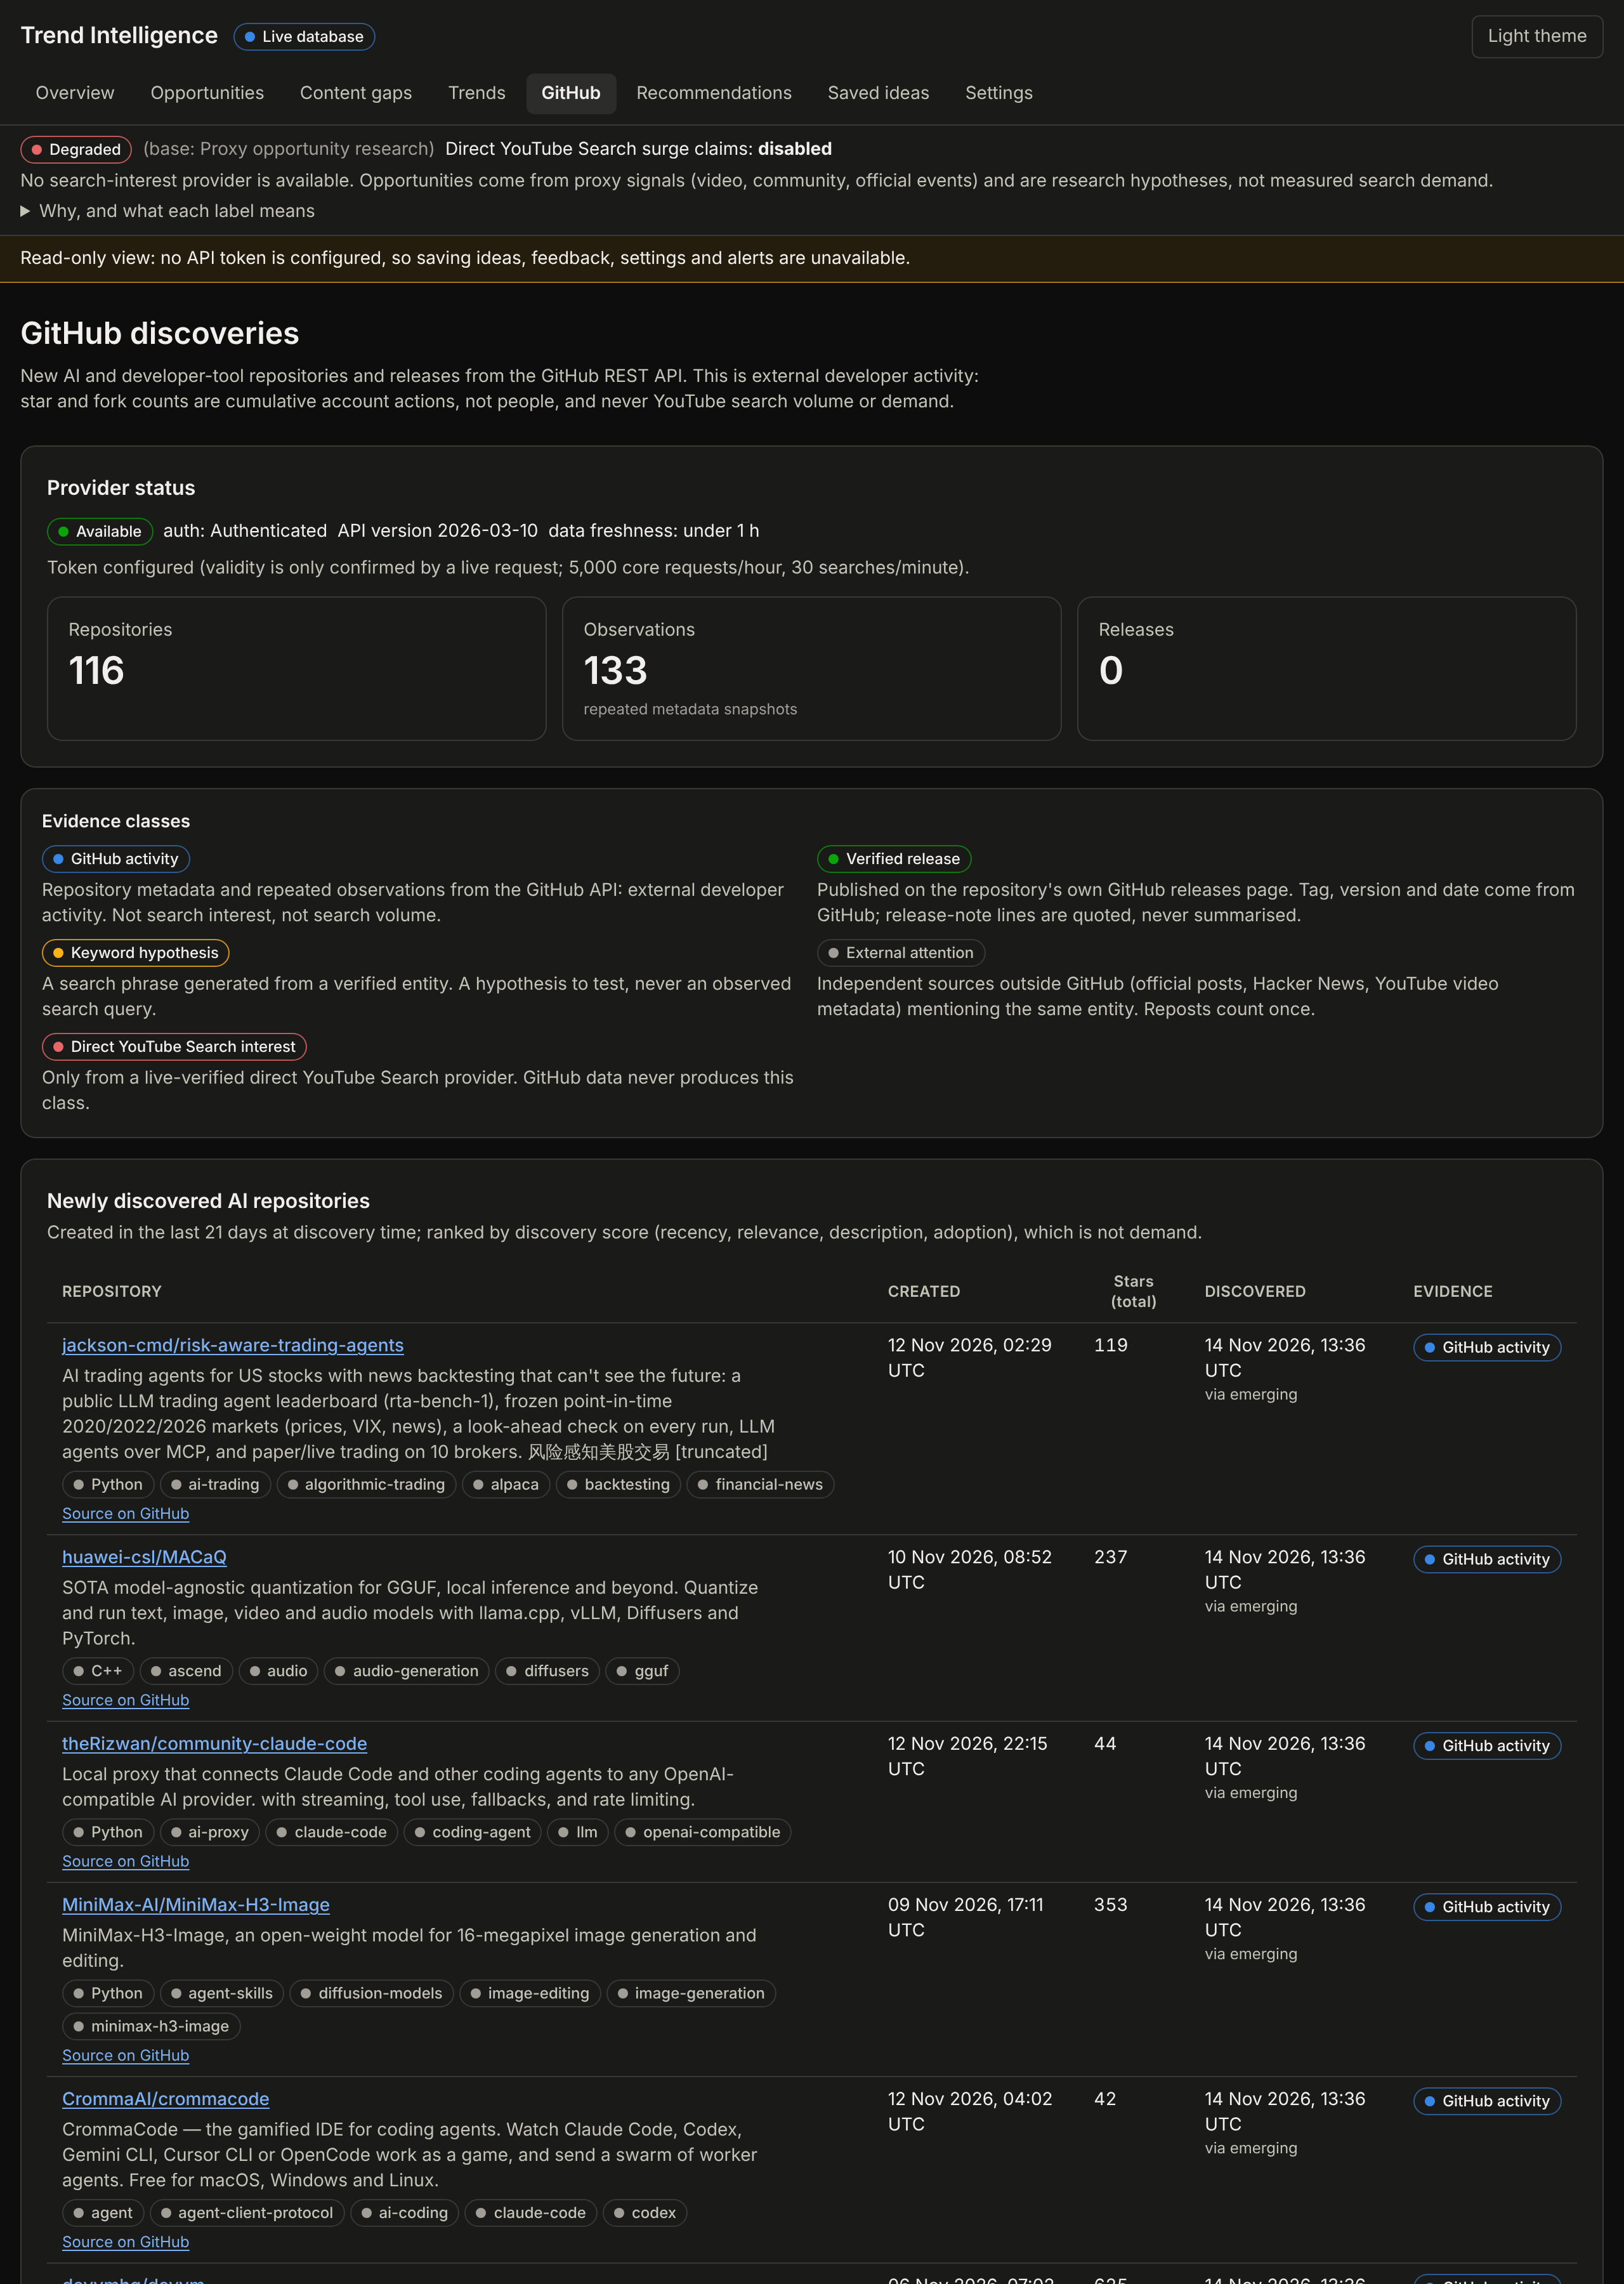 Trend Intelligence
Live database
Light theme
Overview
Opportunities
Content gaps
Trends
GitHub
Recommendations
Saved ideas
Settings
Degraded (base: Proxy opportunity research) Direct YouTube Search surge claims: disabled
No search-interest provider is available. Opportunities come from proxy signals (video, community, official events) and are research hypotheses, not measured search demand.
Why, and what each label means
Read-only view: no API token is configured, so saving ideas, feedback, settings and alerts are unavailable.
GitHub discoveries
New AI and developer-tool repositories and releases from the GitHub REST API. This is external developer activity:
star and fork counts are cumulative account actions, not people, and never YouTube search volume or demand.
Provider status
Available auth: Authenticated API version 2026-03-10 data freshness: under 1 h
Token configured (validity is only confirmed by a live request; 5,000 core requests/hour, 30 searches/minute).
Repositories
116
Observations
133
repeated metadata snapshots
Releases
0
Evidence classes
GitHub activity
Repository metadata and repeated observations from the GitHub API: external developer
activity. Not search interest, not search volume.
Verified release
Published on the repository's own GitHub releases page. Tag, version and date come from
GitHub; release-note lines are quoted, never summarised.
Keyword hypothesis
A search phrase generated from a verified entity. A hypothesis to test, never an observed
search query.
External attention
Independent sources outside GitHub (official posts, Hacker News, YouTube video
metadata) mentioning the same entity. Reposts count once.
Direct YouTube Search interest
Only from a live-verified direct YouTube Search provider. GitHub data never produces this
class.
Newly discovered AI repositories
Created in the last 21 days at discovery time; ranked by discovery score (recency, relevance, description, adoption), which is not demand.
REPOSITORY
CREATED
Stars
(total)
DISCOVERED
EVIDENCE
jackson-cmd/risk-aware-trading-agents
AI trading agents for US stocks with news backtesting that can't see the future: a
public LLM trading agent leaderboard (rta-bench-1), frozen point-in-time
2020/2022/2026 markets (prices, VIX, news), a look-ahead check on every run, LLM
agents over MCP, and paper/live trading on 10 brokers. 风险感知美股交易 [truncated]
Python
ai-trading
algorithmic-trading
alpaca
backtesting
financial-news
Source on GitHub
12 Nov 2026, 02:29
UTC
119
14 Nov 2026, 13:36
UTC
via emerging
GitHub activity
huawei-csl/MACaQ
SOTA model-agnostic quantization for GGUF, local inference and beyond. Quantize
and run text, image, video and audio models with llama.cpp, vLLM, Diffusers and
PyTorch.
C++
ascend
audio
audio-generation
diffusers
gguf
Source on GitHub
10 Nov 2026, 08:52
UTC
237
14 Nov 2026, 13:36
UTC
via emerging
GitHub activity
theRizwan/community-claude-code
Local proxy that connects Claude Code and other coding agents to any OpenAI-
compatible AI provider. with streaming, tool use, fallbacks, and rate limiting.
Python
ai-proxy
claude-code
coding-agent
llm
openai-compatible
Source on GitHub
12 Nov 2026, 22:15
UTC
44
14 Nov 2026, 13:36
UTC
via emerging
GitHub activity
MiniMax-AI/MiniMax-H3-Image
MiniMax-H3-Image, an open-weight model for 16-megapixel image generation and
editing.
Python
agent-skills
diffusion-models
image-editing
image-generation
minimax-h3-image
Source on GitHub
09 Nov 2026, 17:11
UTC
353
14 Nov 2026, 13:36
UTC
via emerging
GitHub activity
CrommaAI/crommacode
CrommaCode — the gamified IDE for coding agents. Watch Claude Code, Codex,
Gemini CLI, Cursor CLI or OpenCode work as a game, and send a swarm of worker
agents. Free for macOS, Windows and Linux.
agent
agent-client-protocol
ai-coding
claude-code
codex
Source on GitHub
12 Nov 2026, 04:02
UTC
42
14 Nov 2026, 13:36
UTC
via emerging
GitHub activity